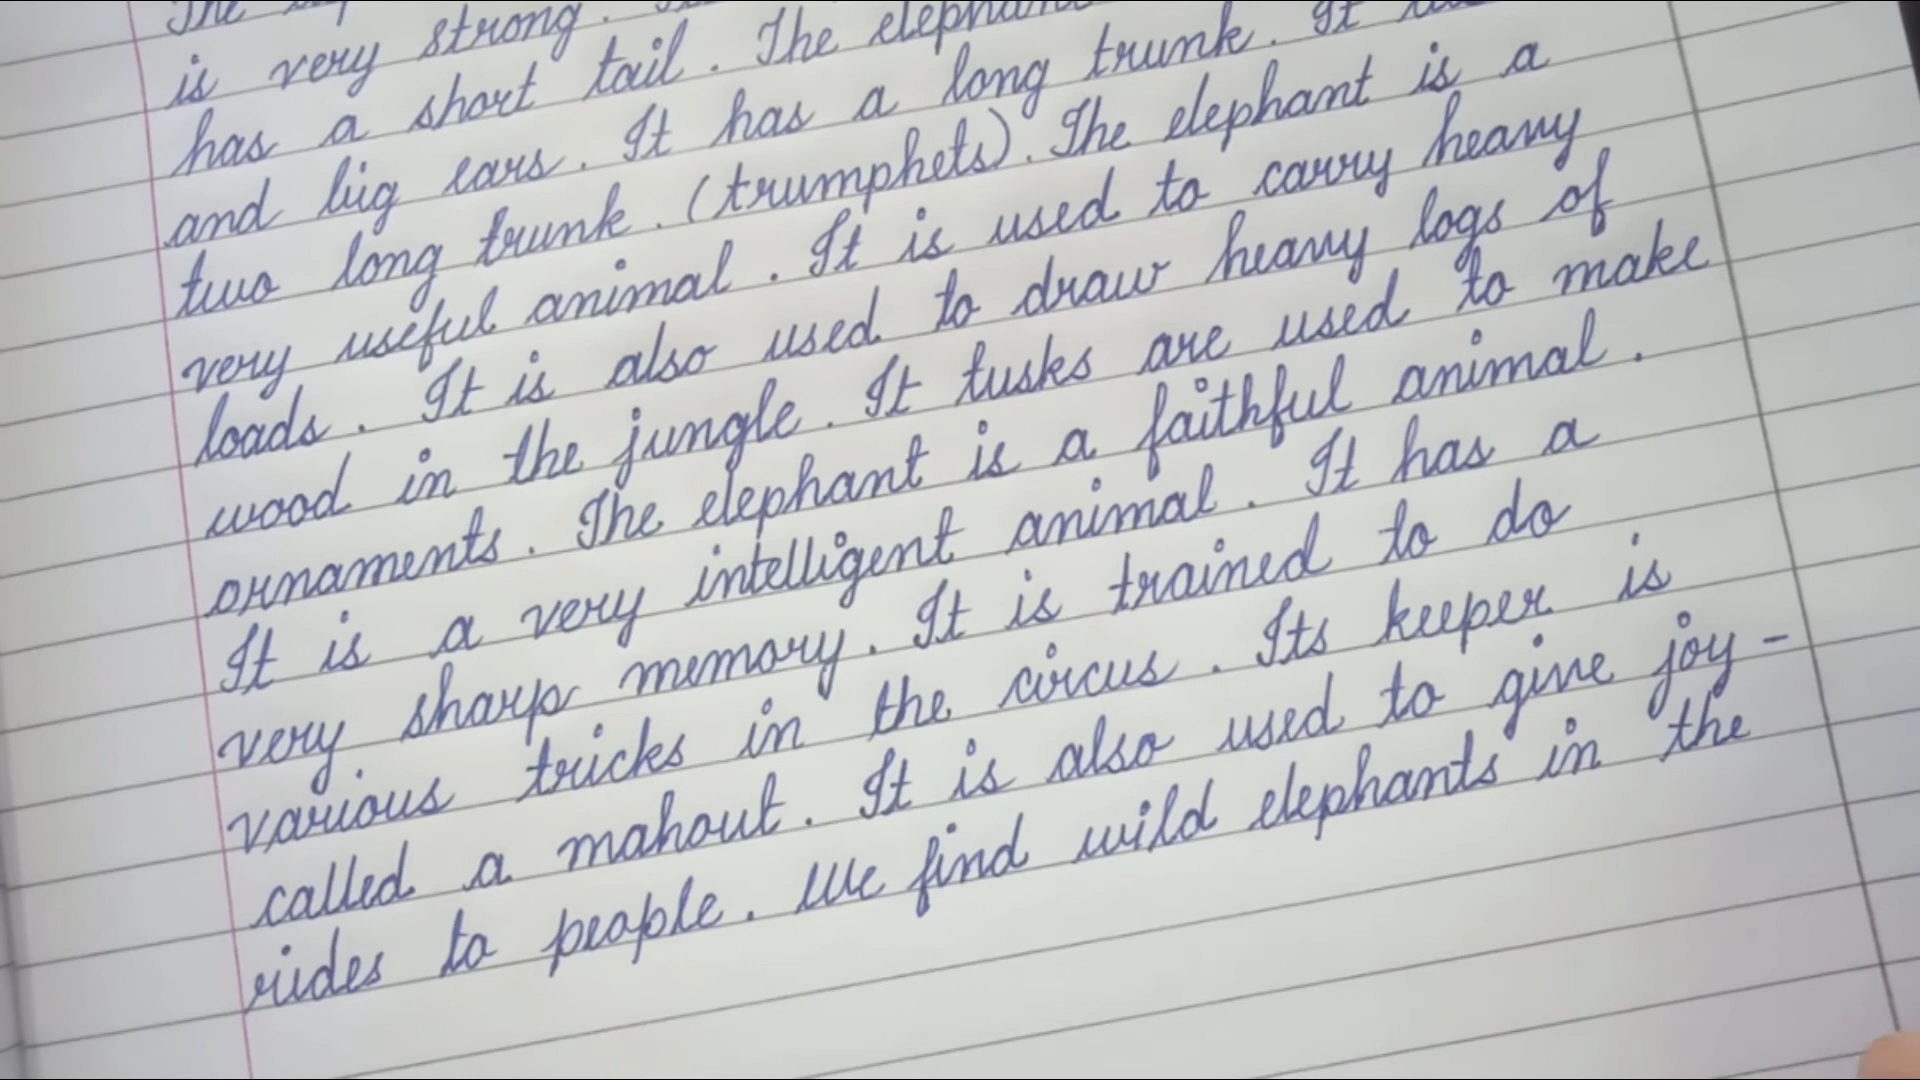 The
is very strong.
has a short tail. The elephant
and big ears. It has a long trunk. It
two long trunk. (trumphets). The elephant is a
very useful animal. It is used to carry heavy
loads. It is also used to draw heavy logs of
wood in the jungle. It tusks are used to make
ornaments. The elephant is a faithful animal.
It is a very intelligent animal. It has a
very sharp memory. It is trained to do
various tricks in the circus. Its keeper is
called a mahout. It is also used to give joy-
rides to people. We find wild elephants in the